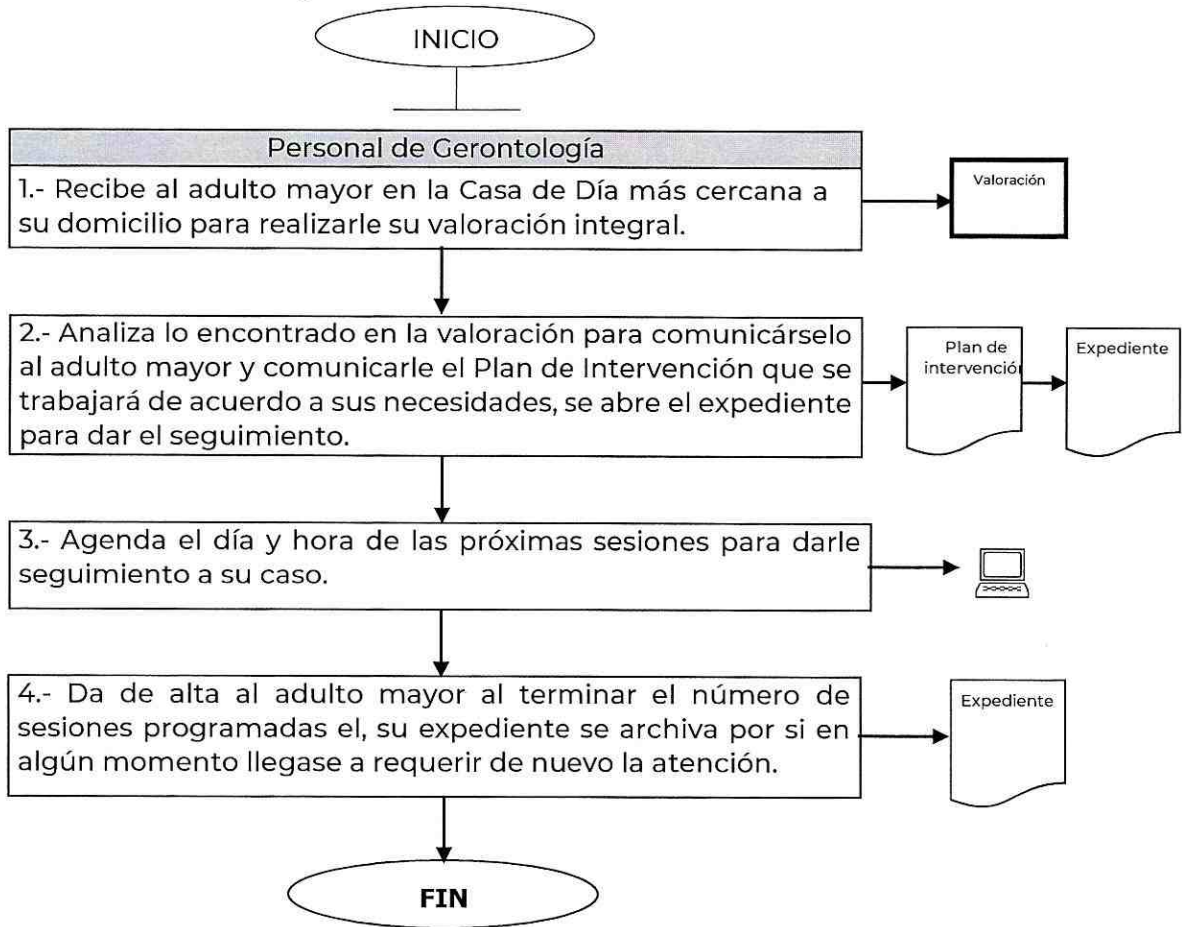 INICIO
Personal de Gerontología
1.- Recibe al adulto mayor en la Casa de Día más cercana a
su domicilio para realizarle su valoración integral.
Valoración
2.- Analiza lo encontrado en la valoración para comunicárselo
al adulto mayor y comunicarle el Plan de Intervención que se
trabajará de acuerdo a sus necesidades, se abre el expediente
para dar el seguimiento.
Plan de
intervención
Expediente
3.- Agenda el día y hora de las próximas sesiones para darle
seguimiento a su caso.
4.- Da de alta al adulto mayor al terminar el número de
sesiones programadas el, su expediente se archiva por si en
algún momento llegase a requerir de nuevo la atención.
Expediente
FIN